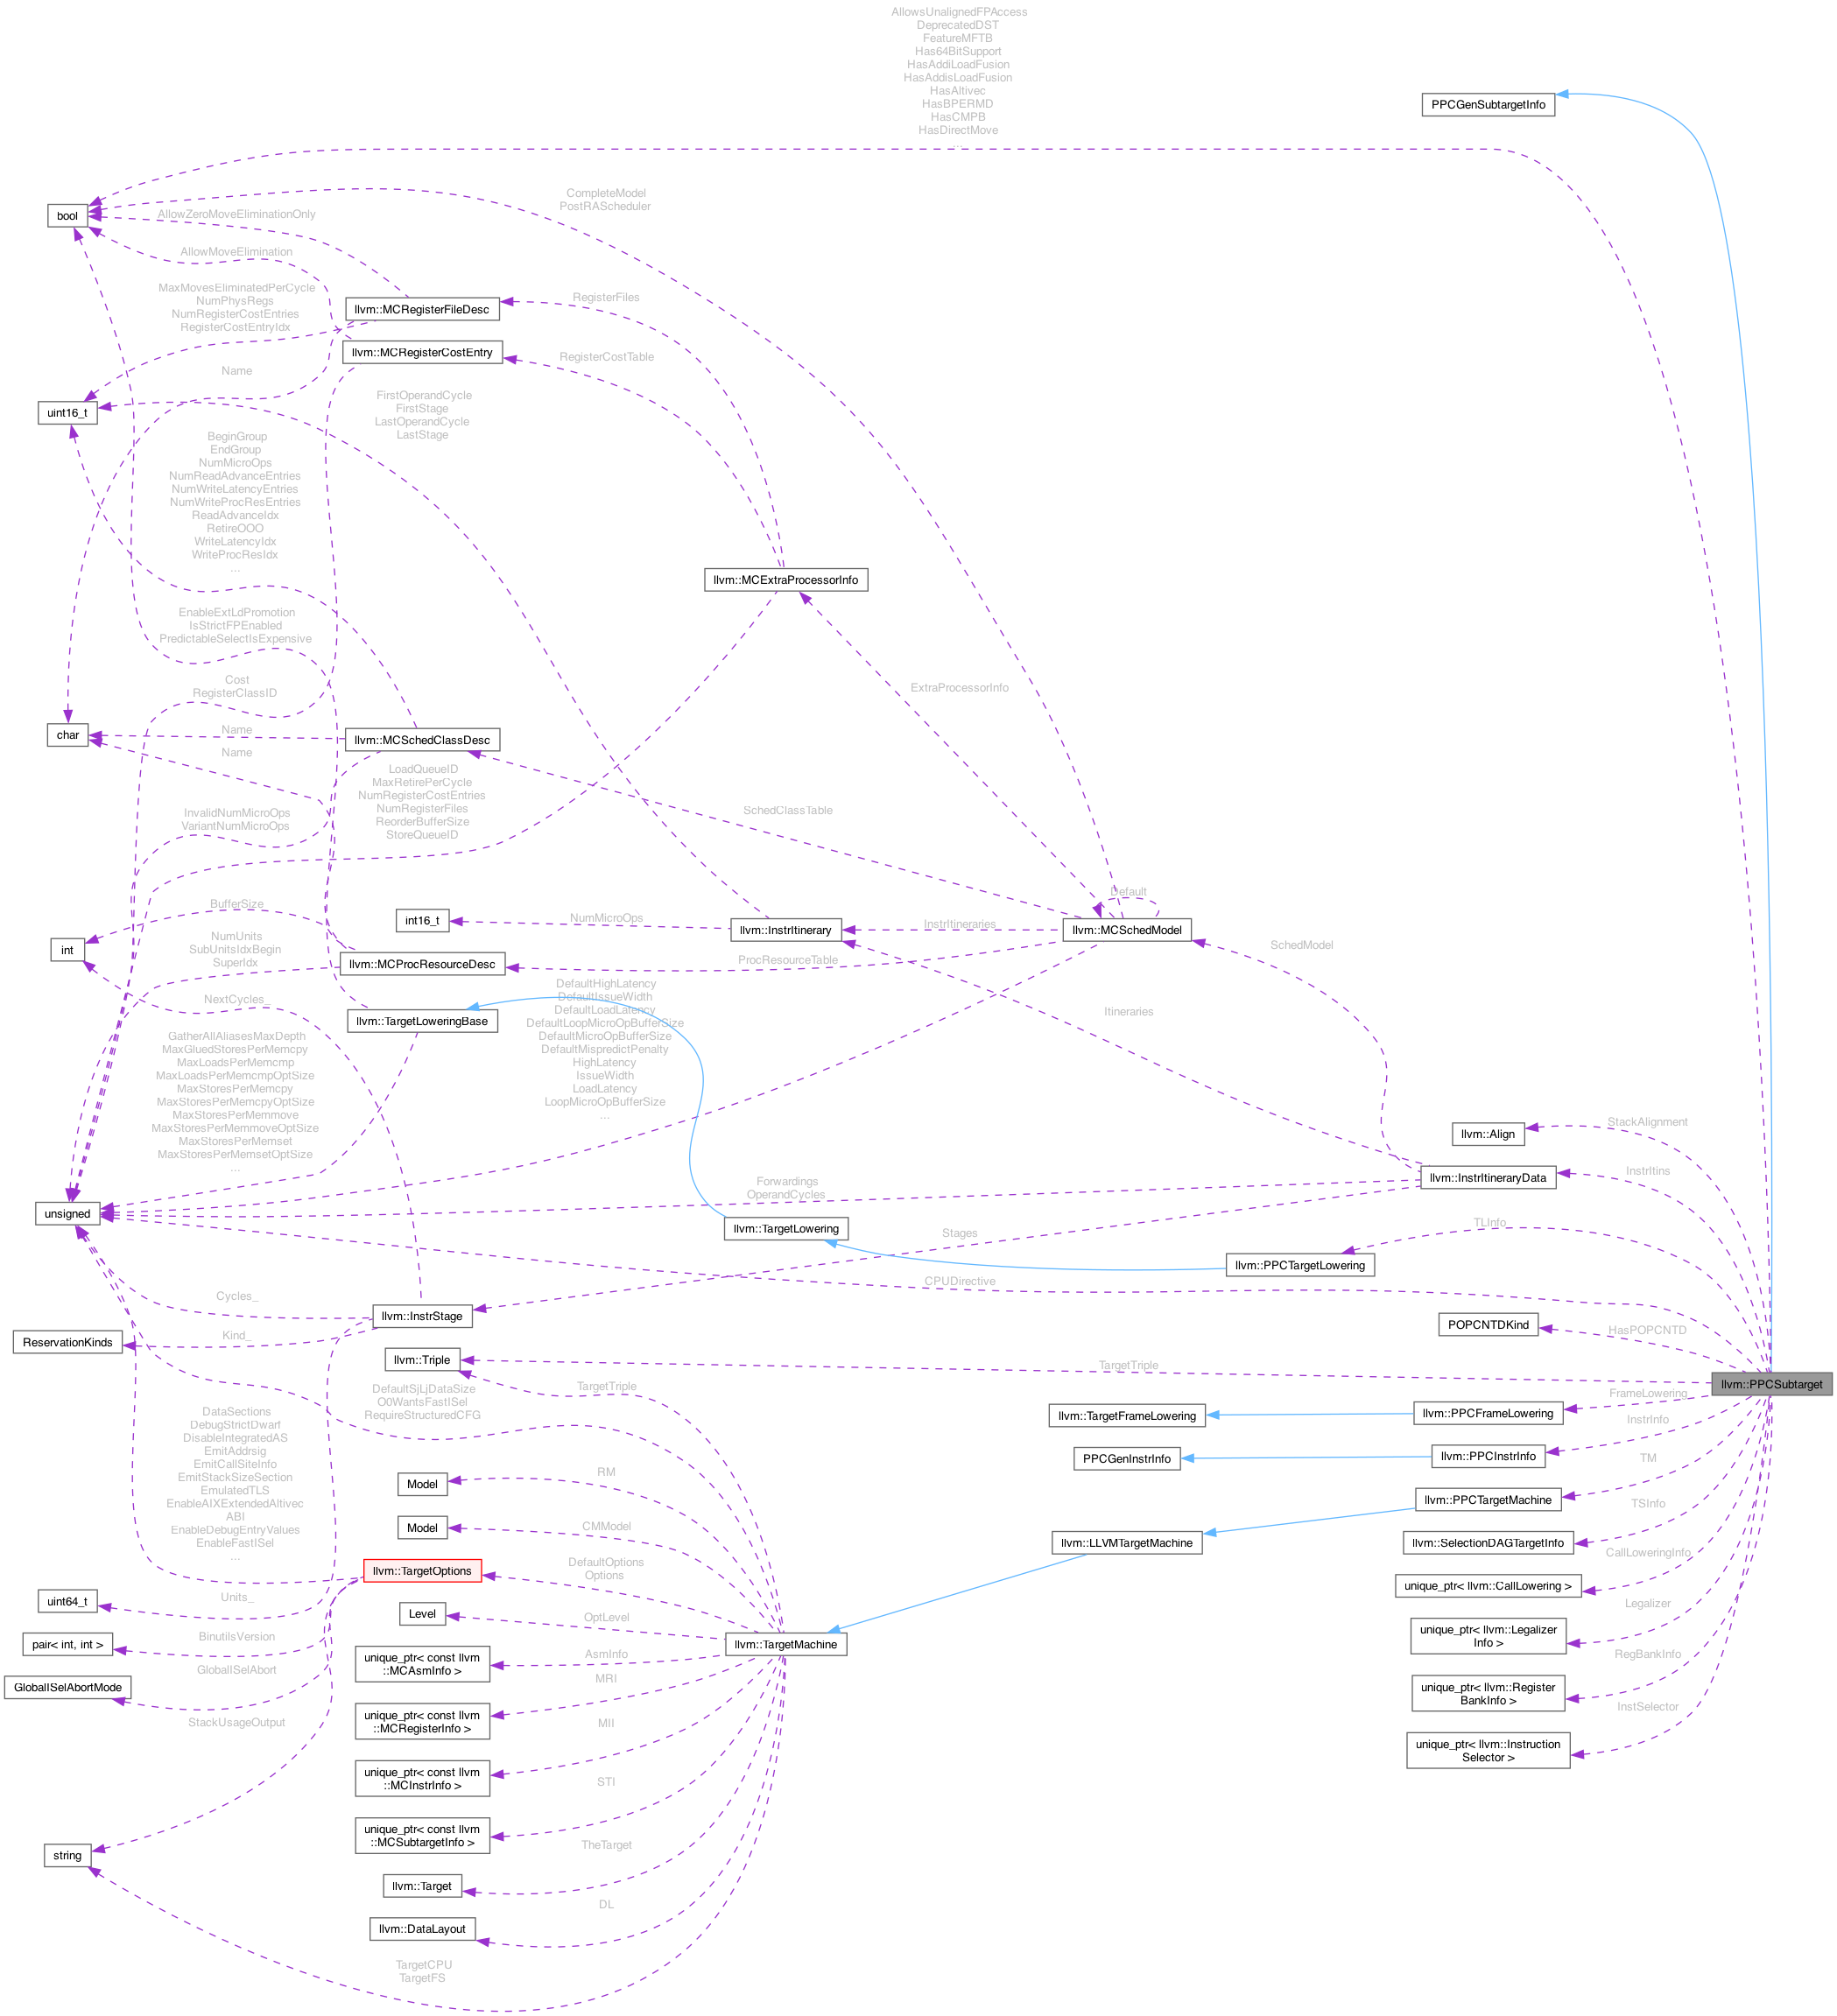 AllowsUnalignedFPAccess
DeprecatedDST
FeatureMFTB
Has64BitSupport
HasAddiLoadFusion
HasAddisLoadFusion
HasAltivec
HasBPERMD
HasCMPB
HasDirectMove
...
PPCGenSubtargetInfo
CompleteModel
PostRAScheduler
bool
AllowZeroMoveEliminationOnly
AllowMoveElimination
MaxMovesEliminatedPerCycle
NumPhysRegs
NumRegisterCostEntries
RegisterCostEntryIdx
llvm::MCRegisterFileDesc
RegisterFiles
llvm::MCRegisterCostEntry
RegisterCostTable
Name
uint16_t
FirstOperandCycle
FirstStage
LastOperandCycle
LastStage
BeginGroup
EndGroup
NumMicroOps
NumReadAdvanceEntries
NumWriteLatencyEntries
NumWriteProcResEntries
ReadAdvanceIdx
RetireOOO
WriteLatencyIdx
WriteProcResIdx
...
llvm::MCExtraProcessorInfo
EnableExtLdPromotion
IsStrictFPEnabled
PredictableSelectIsExpensive
Cost
RegisterClassID
ExtraProcessorInfo
char
Name
Name
llvm::MCSchedClassDesc
LoadQueueID
MaxRetirePerCycle
NumRegisterCostEntries
NumRegisterFiles
ReorderBufferSize
StoreQueueID
InvalidNumMicroOps
VariantNumMicroOps
SchedClassTable
Default
BufferSize
int16_t
NumMicroOps
llvm::InstrItinerary
InstrItineraries
llvm::MCSchedModel
int
NumUnits
SubUnitsIdxBegin
SuperIdx
llvm::MCProcResourceDesc
ProcResourceTable
SchedModel
NextCycles_
llvm::TargetLoweringBase
DefaultHighLatency
DefaultIssueWidth
DefaultLoadLatency
DefaultLoopMicroOpBufferSize
DefaultMicroOpBufferSize
DefaultMispredictPenalty
HighLatency
IssueWidth
LoadLatency
LoopMicroOpBufferSize
...
Itineraries
GatherAllAliasesMaxDepth
MaxGluedStoresPerMemcpy
MaxLoadsPerMemcmp
MaxLoadsPerMemcmpOptSize
MaxStoresPerMemcpy
MaxStoresPerMemcpyOptSize
MaxStoresPerMemmove
MaxStoresPerMemmoveOptSize
MaxStoresPerMemset
MaxStoresPerMemsetOptSize
...
llvm::Align
StackAlignment
llvm::InstrItineraryData
InstrItins
Forwardings
OperandCycles
unsigned
llvm::TargetLowering
Stages
TLInfo
llvm::PPCTargetLowering
CPUDirective
Cycles_
llvm::InstrStage
Kind_
ReservationKinds
POPCNTDKind
HasPOPCNTD
llvm::Triple
TargetTriple
llvm::PPCSubtarget
TargetTriple
DefaultSjLjDataSize
O0WantsFastISel
RequireStructuredCFG
FrameLowering
llvm::TargetFrameLowering
llvm::PPCFrameLowering
InstrInfo
PPCGenInstrInfo
llvm::PPCInstrInfo
DataSections
DebugStrictDwarf
DisableIntegratedAS
EmitAddrsig
EmitCallSiteInfo
EmitStackSizeSection
EmulatedTLS
EnableAIXExtendedAltivec
ABI
EnableDebugEntryValues
EnableFastISel
...
Model
RM
TM
llvm::PPCTargetMachine
Model
CMModel
TSInfo
llvm::LLVMTargetMachine
llvm::SelectionDAGTargetInfo
llvm::TargetOptions
DefaultOptions
Options
CallLoweringInfo
unique_ptr< llvm::CallLowering >
uint64_t
Units_
Level
OptLevel
Legalizer
unique_ptr< llvm::Legalizer
Info >
pair< int, int >
BinutilsVersion
llvm::TargetMachine
unique_ptr< const llvm
::MCAsmInfo >
AsmInfo
RegBankInfo
GlobalISelAbortMode
GlobalISelAbort
MRI
unique_ptr< llvm::Register
BankInfo >
unique_ptr< const llvm
::MCRegisterInfo >
StackUsageOutput
MII
InstSelector
unique_ptr< llvm::Instruction
Selector >
unique_ptr< const llvm
::MCInstrInfo >
STI
unique_ptr< const llvm
::MCSubtargetInfo >
string
TheTarget
llvm::Target
DL
llvm::DataLayout
TargetCPU
TargetFS